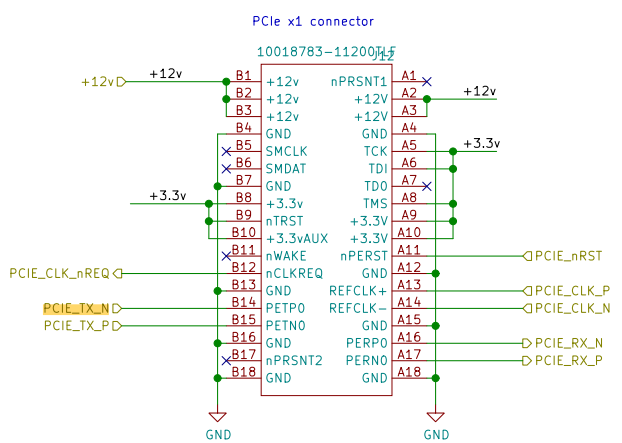 PCIe x1 connector
10018783-11200TLF
J12
+12v +12v B1 +12v nPRSNT1 A1
B2 +12v +12V A2 +12v
B3 +12v +12V A3
B4 GND GND A4
B5 SMCLK TCK A5 +3.3v
B6 SMDAT TDI A6
B7 GND TDO A7
+3.3v B8 +3.3v TMS A8
B9 nTRST +3.3V A9
B10 +3.3vAUX +3.3V A10
B11 nWAKE nPERST A11 PCIE_nRST
PCIE_CLK_nREQ B12 nCLKREQ GND A12
B13 GND REFCLK+ A13 PCIE_CLK_P
PCIE_TX_N B14 PETP0 REFCLK- A14 PCIE_CLK_N
PCIE_TX_P B15 PETN0 GND A15
B16 GND PERP0 A16 PCIE_RX_N
B17 nPRSNT2 PERN0 A17 PCIE_RX_P
B18 GND GND A18
GND GND